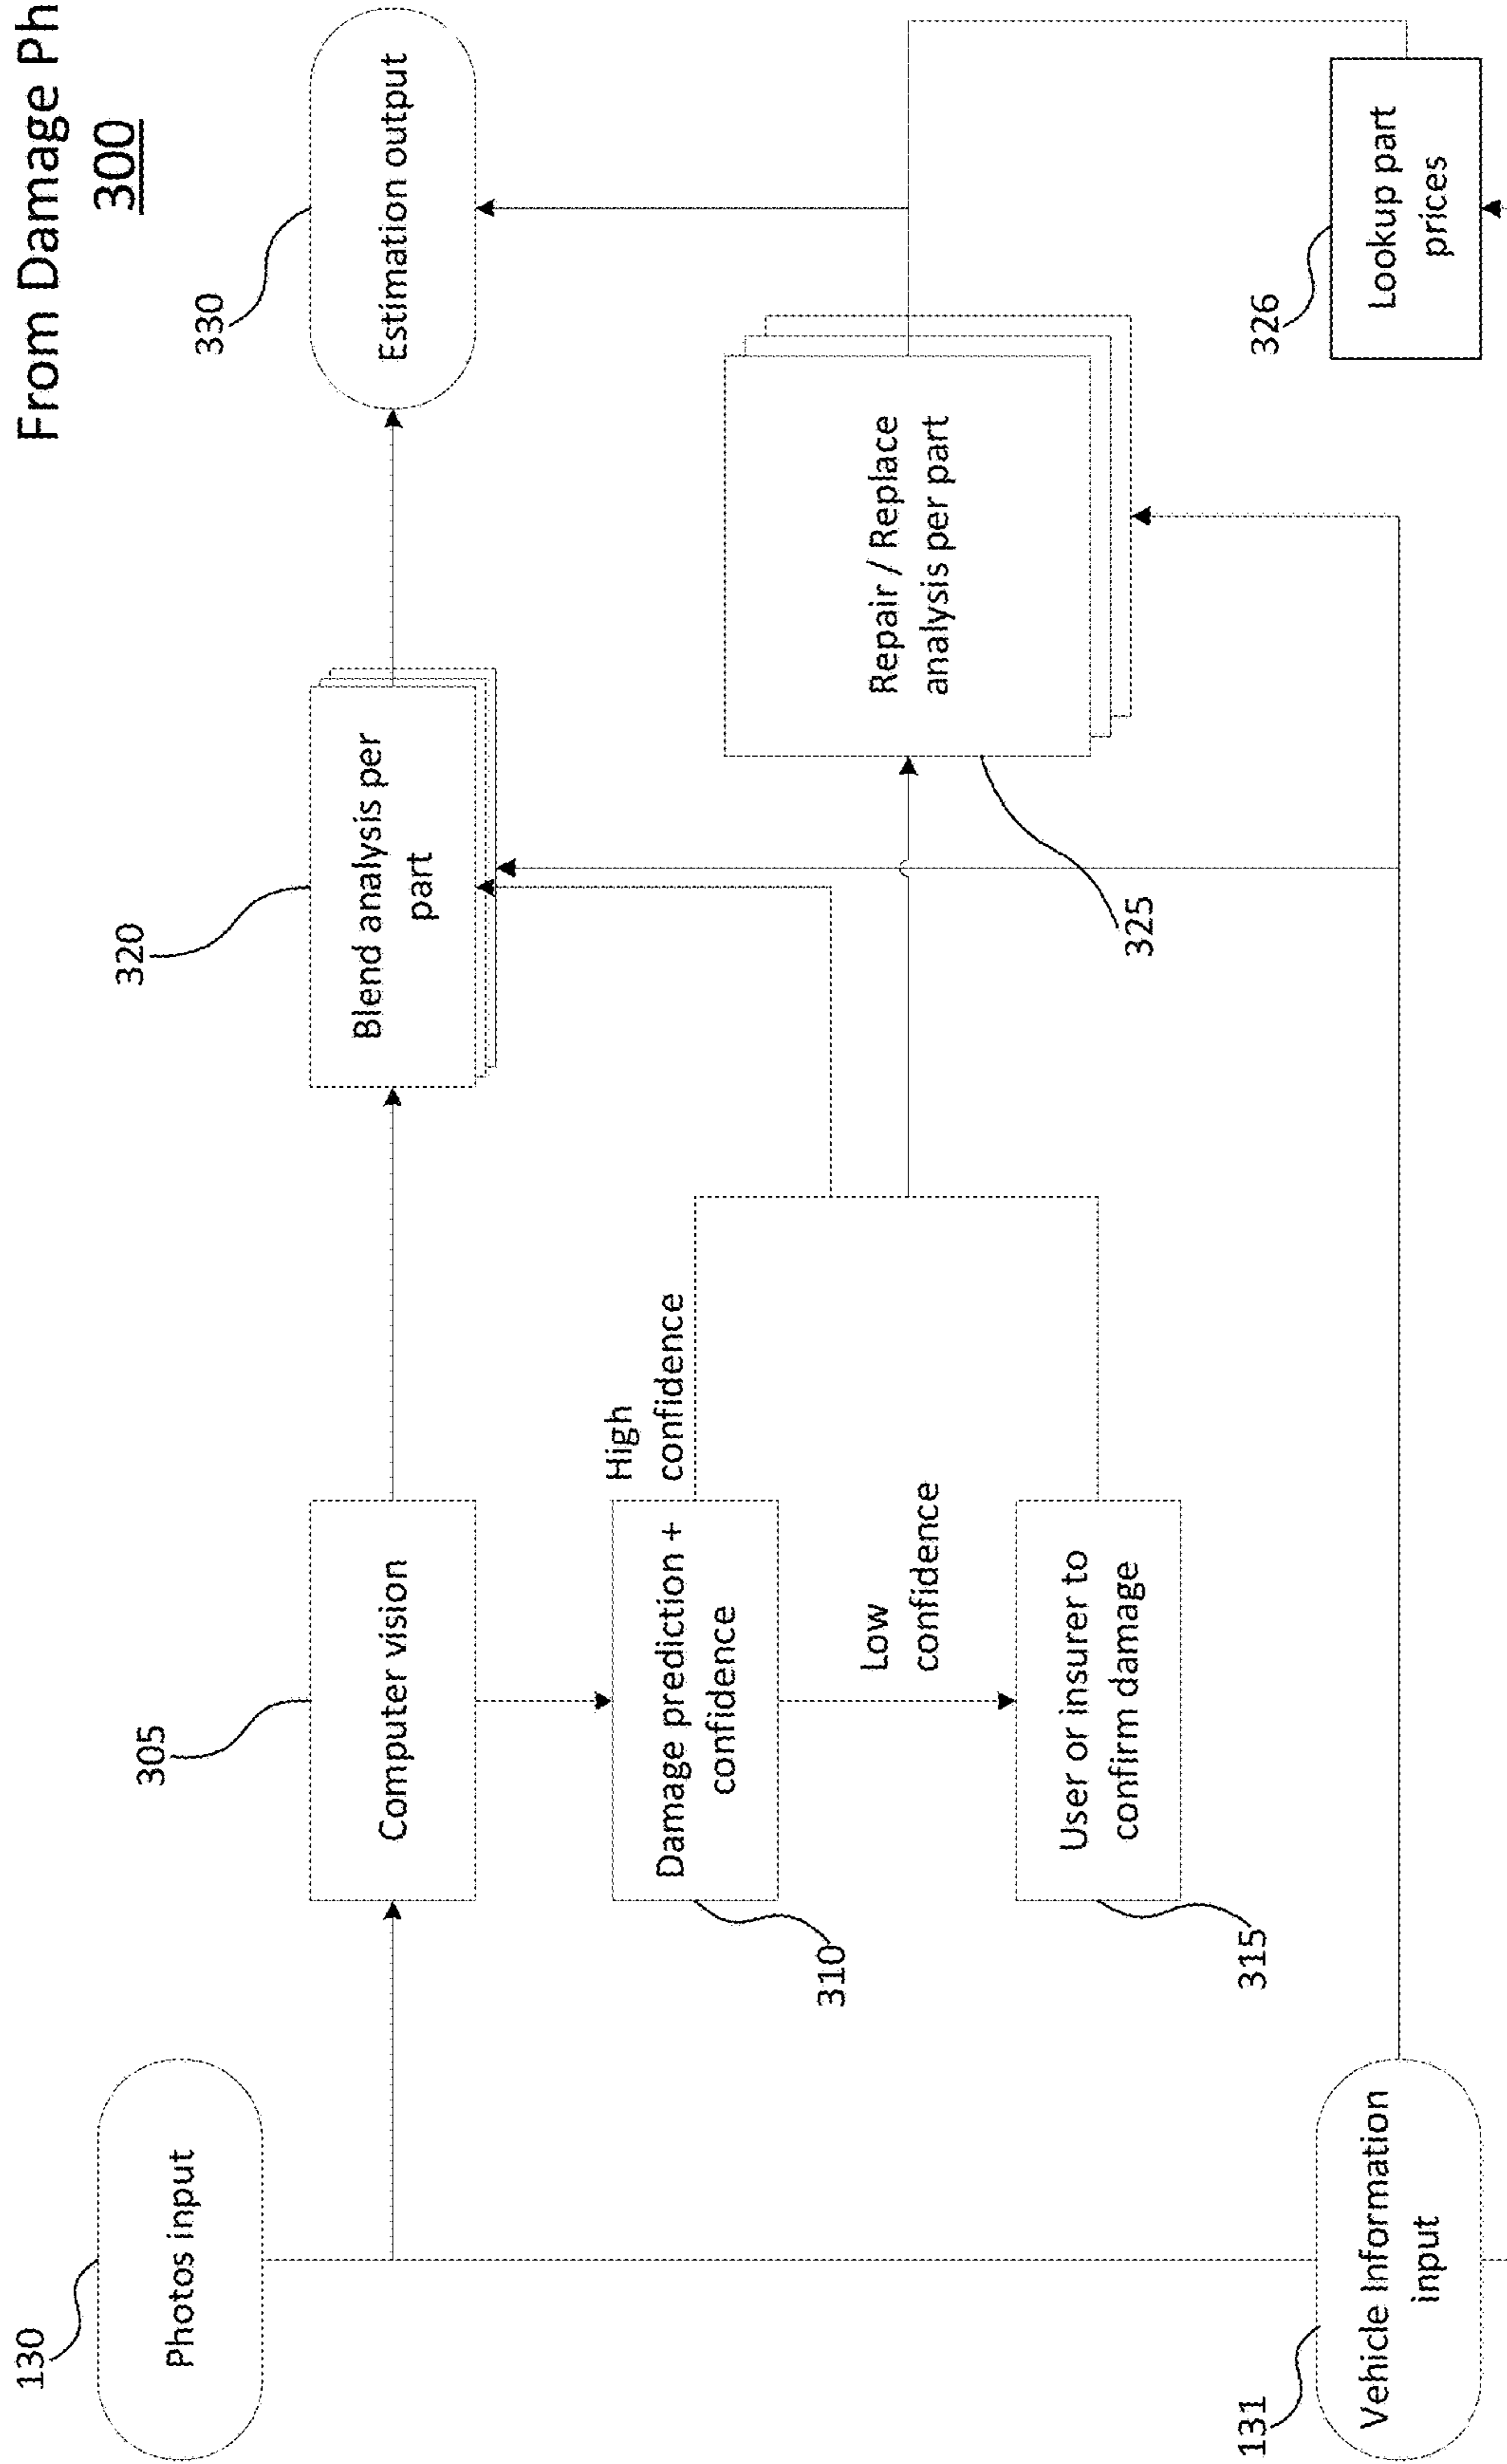 From Damage Ph
300
130
Photos input
305
Computer vision
320
Blend analysis per
part
330
Estimation output
310
Damage prediction +
confidence
High
confidence
Low
confidence
315
User or insurer to
confirm damage
325
Repair / Replace
analysis per part
326
Lookup part
prices
131
Vehicle Information
input